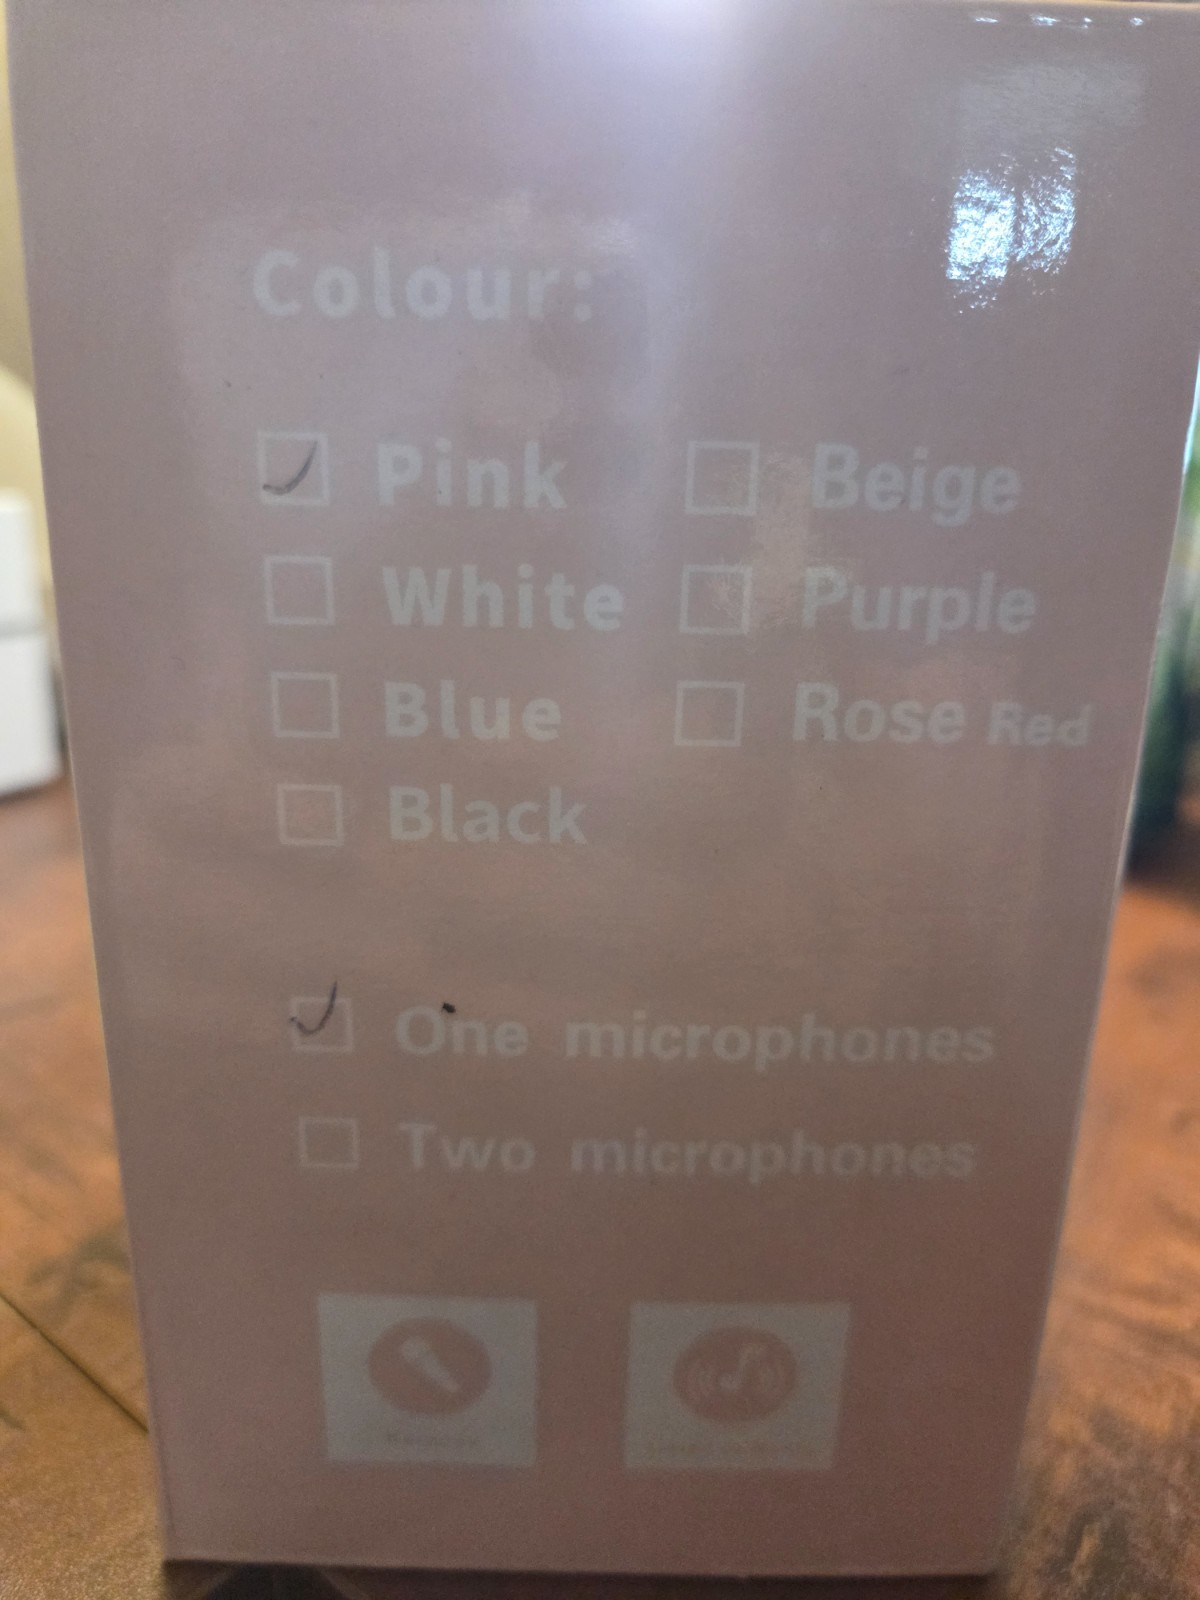 Colour:
Pink Beige
White Purple
Blue Rose Red
Black
One microphones
Two microphones